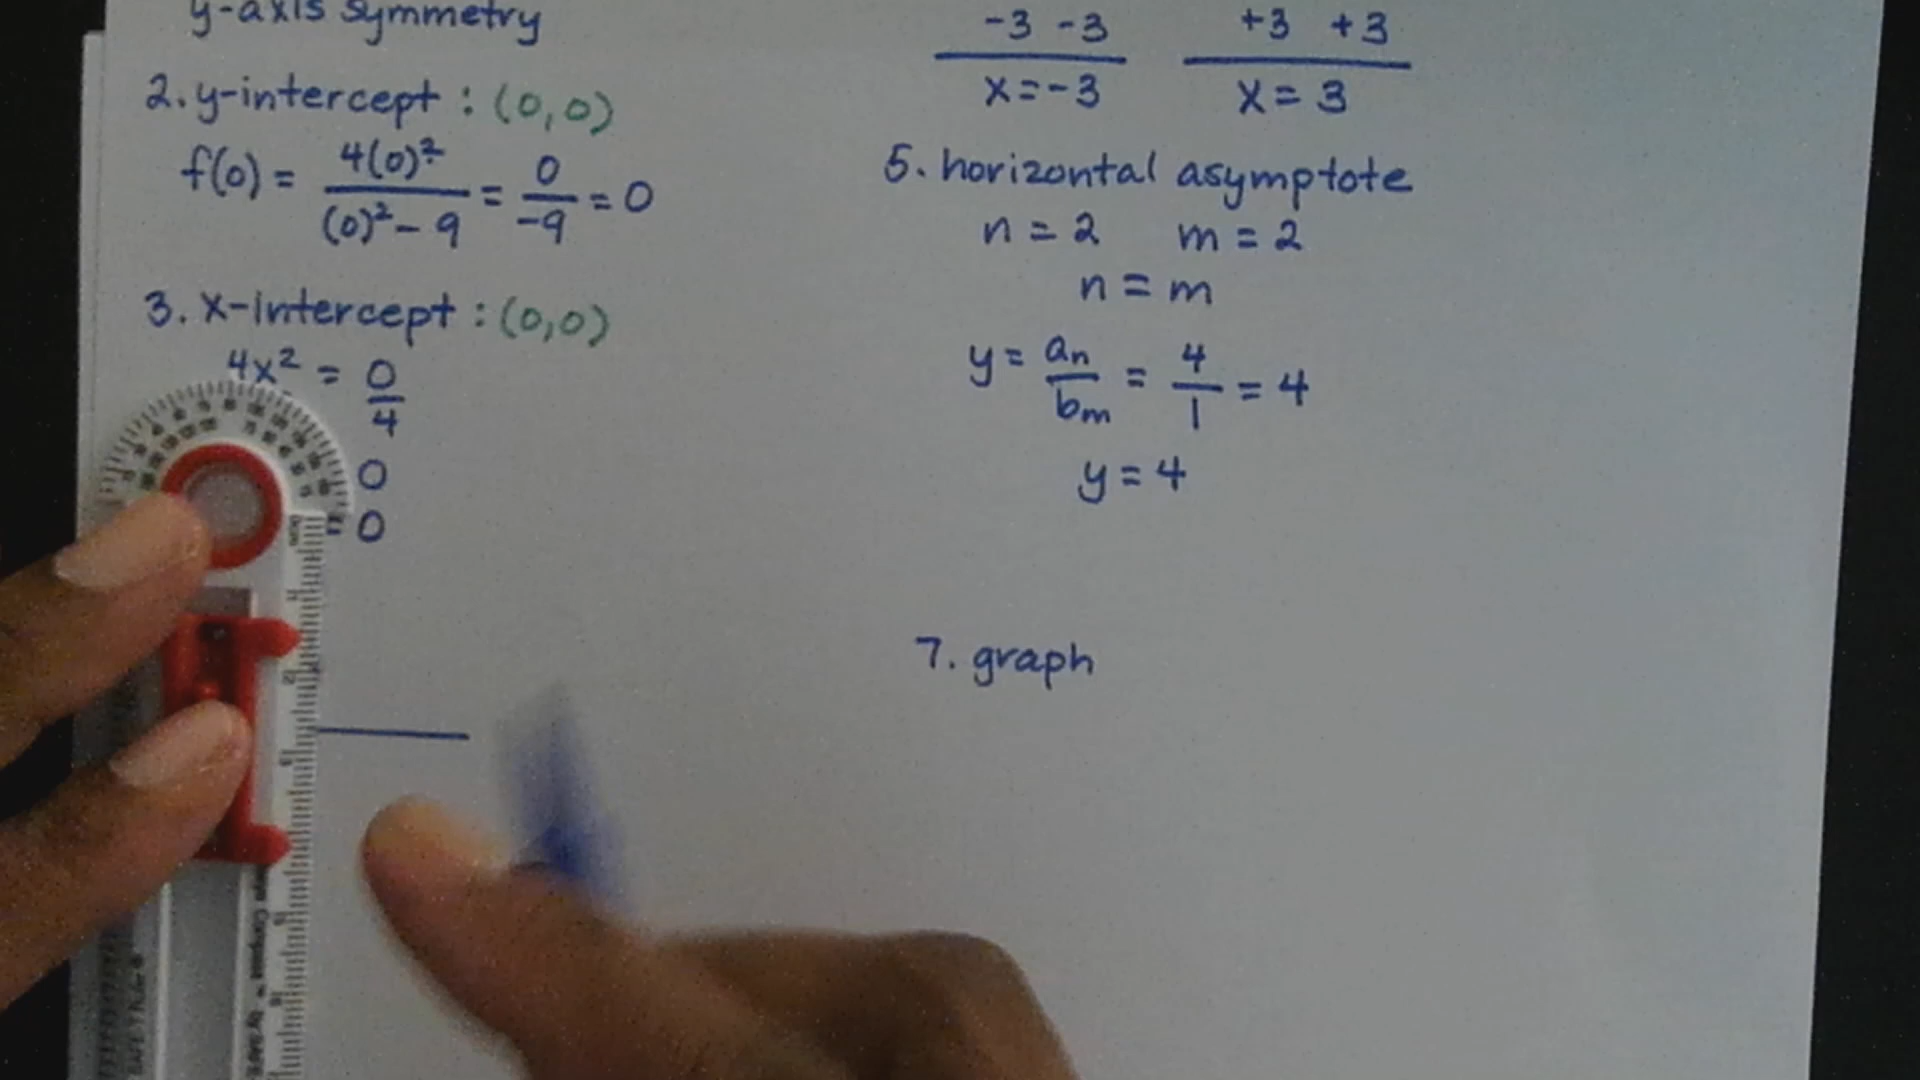 y-axis symmetry
2. y-intercept : (0,0)
f(0) = 4(0)² / (0)² - 9 = 0 / -9 = 0
3. x-intercept : (0,0)
4x² = 0 / 4
0
= 0
-3 -3 +3 +3
x = -3 x = 3
5. horizontal asymptote
n = 2 m = 2
n = m
y = an / bm = 4 / 1 = 4
y = 4
7. graph